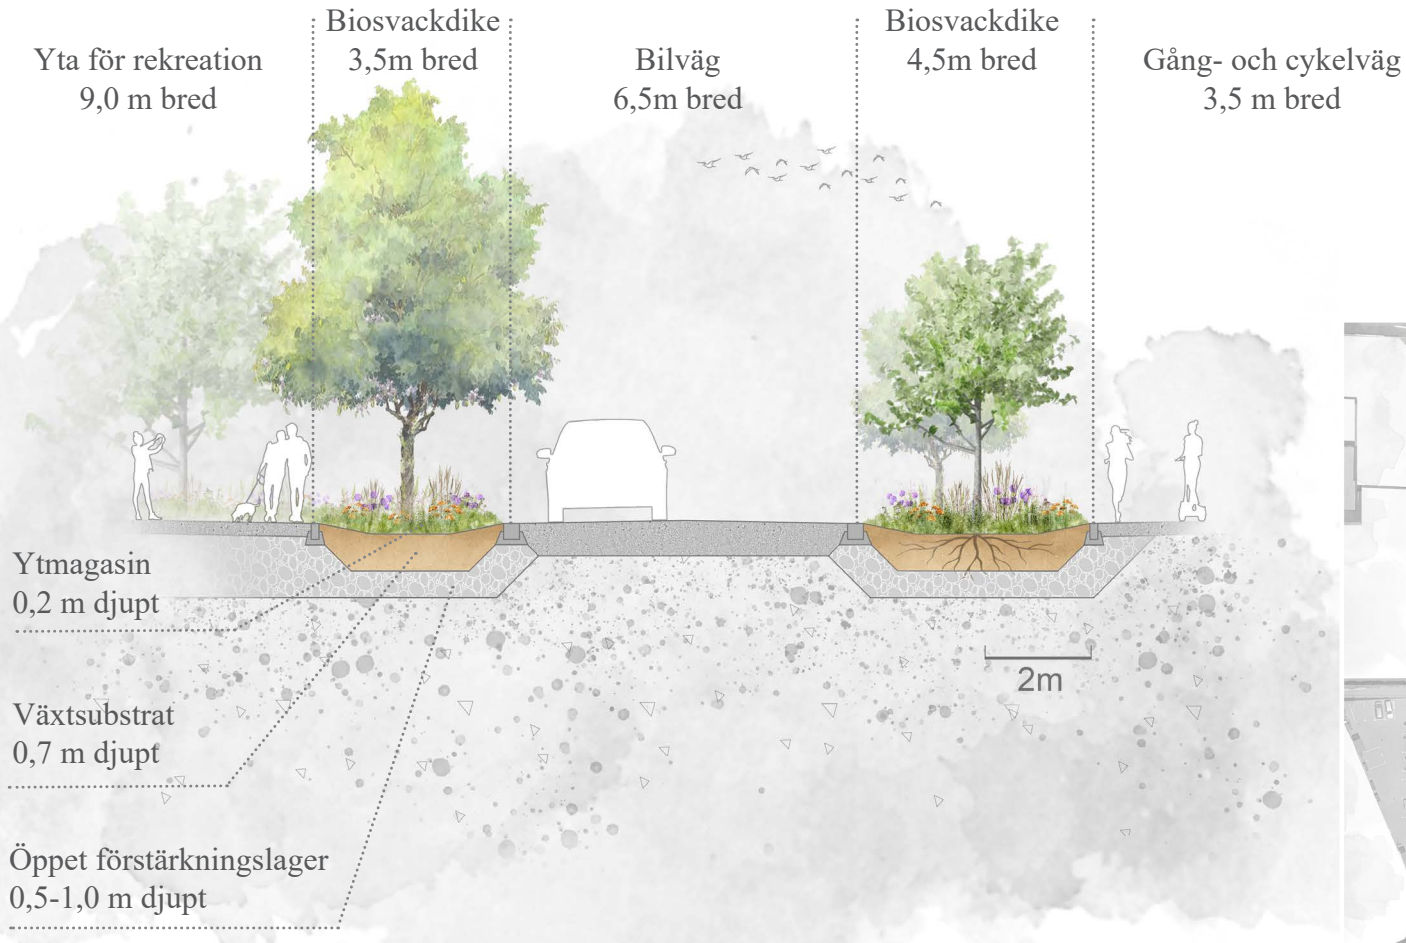 Yta för rekreation
9,0 m bred
Biosvackdike
3,5m bred
Bilväg
6,5m bred
Biosvackdike
4,5m bred
Gång- och cykelväg
3,5 m bred
Ytmagasin
0,2 m djupt
Växtsubstrat
0,7 m djupt
Öppet förstärkningslager
0,5-1,0 m djupt
2m